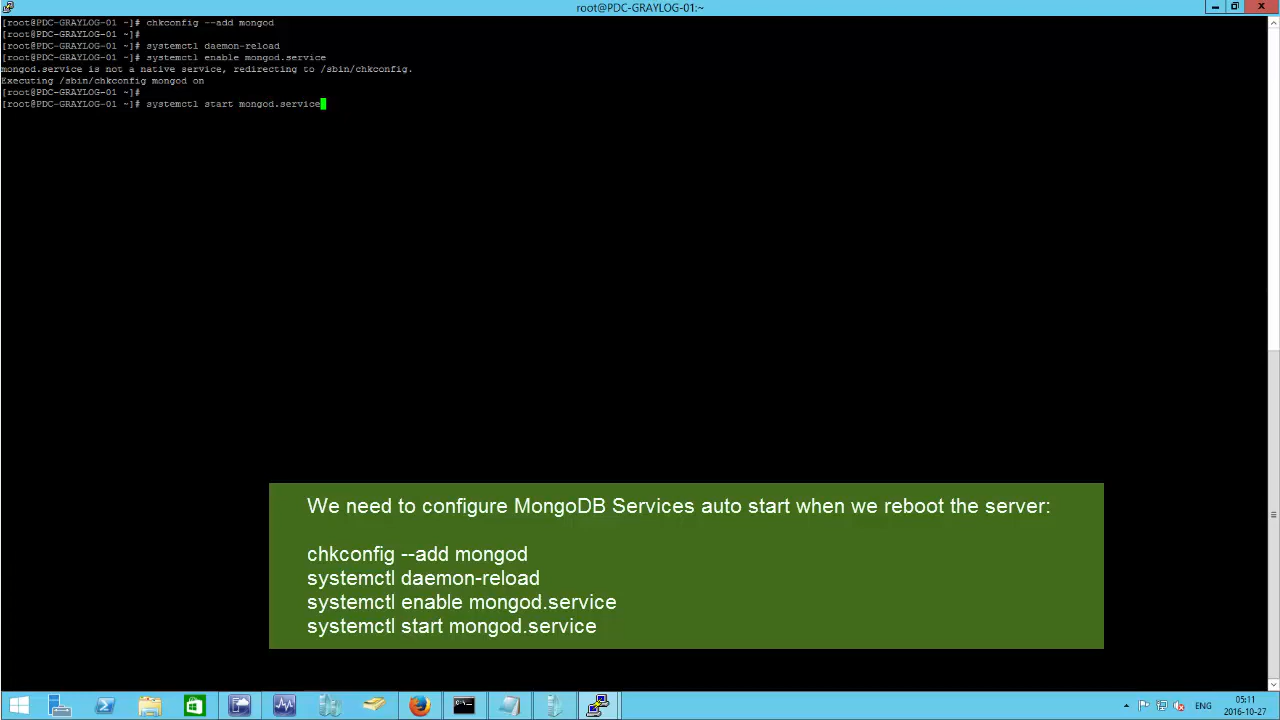 root@PDC-GRAYLOG-01:~
[root@PDC-GRAYLOG-01 ~]# chkconfig --add mongod
[root@PDC-GRAYLOG-01 ~]#
[root@PDC-GRAYLOG-01 ~]# systemctl daemon-reload
[root@PDC-GRAYLOG-01 ~]# systemctl enable mongod.service
mongod.service is not a native service, redirecting to /sbin/chkconfig.
Executing /sbin/chkconfig mongod on
[root@PDC-GRAYLOG-01 ~]#
[root@PDC-GRAYLOG-01 ~]# systemctl start mongod.service
We need to configure MongoDB Services auto start when we reboot the server:
chkconfig --add mongod
systemctl daemon-reload
systemctl enable mongod.service
systemctl start mongod.service
ENG
05:11
2016-10-27